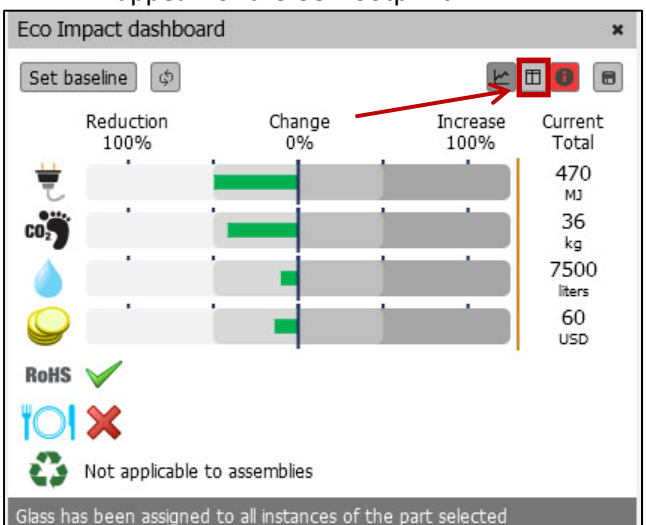 Eco Impact dashboard
Set baseline
Reduction Change Increase Current
100% 0% 100% Total
470
MJ
CO₂ 36
kg
7500
liters
60
USD
RoHS
Not applicable to assemblies
Glass has been assigned to all instances of the part selected